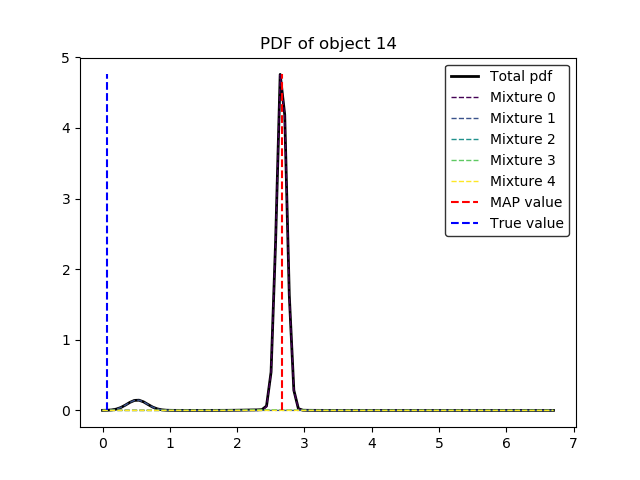 PDF of object 14
5
4
3
2
1
0
0 1 2 3 4 5 6 7
Total pdf
Mixture 0
Mixture 1
Mixture 2
Mixture 3
Mixture 4
MAP value
True value